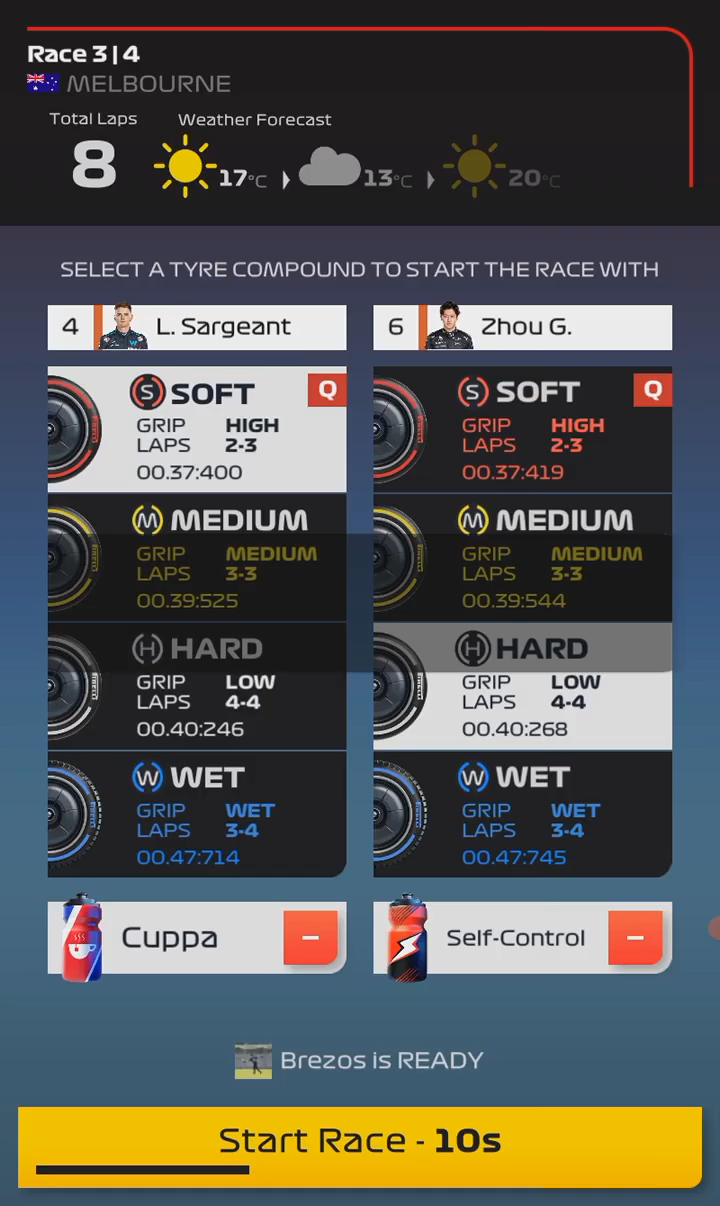 Race 3|4
MELBOURNE
Total Laps Weather Forecast
8 17°C 13°C 20°C
SELECT A TYRE COMPOUND TO START THE RACE WITH
4 L. Sargeant
S SOFT Q
GRIP HIGH
LAPS 2-3
00.37:400
M MEDIUM
GRIP MEDIUM
LAPS 3-3
00.39:525
H HARD
GRIP LOW
LAPS 4-4
00.40:246
W WET
GRIP WET
LAPS 3-4
00.47:714
Cuppa
6 Zhou G.
S SOFT Q
GRIP HIGH
LAPS 2-3
00.37:419
M MEDIUM
GRIP MEDIUM
LAPS 3-3
00.39:544
H HARD
GRIP LOW
LAPS 4-4
00.40:268
W WET
GRIP WET
LAPS 3-4
00.47:745
Self-Control
Brezos is READY
Start Race - 10s